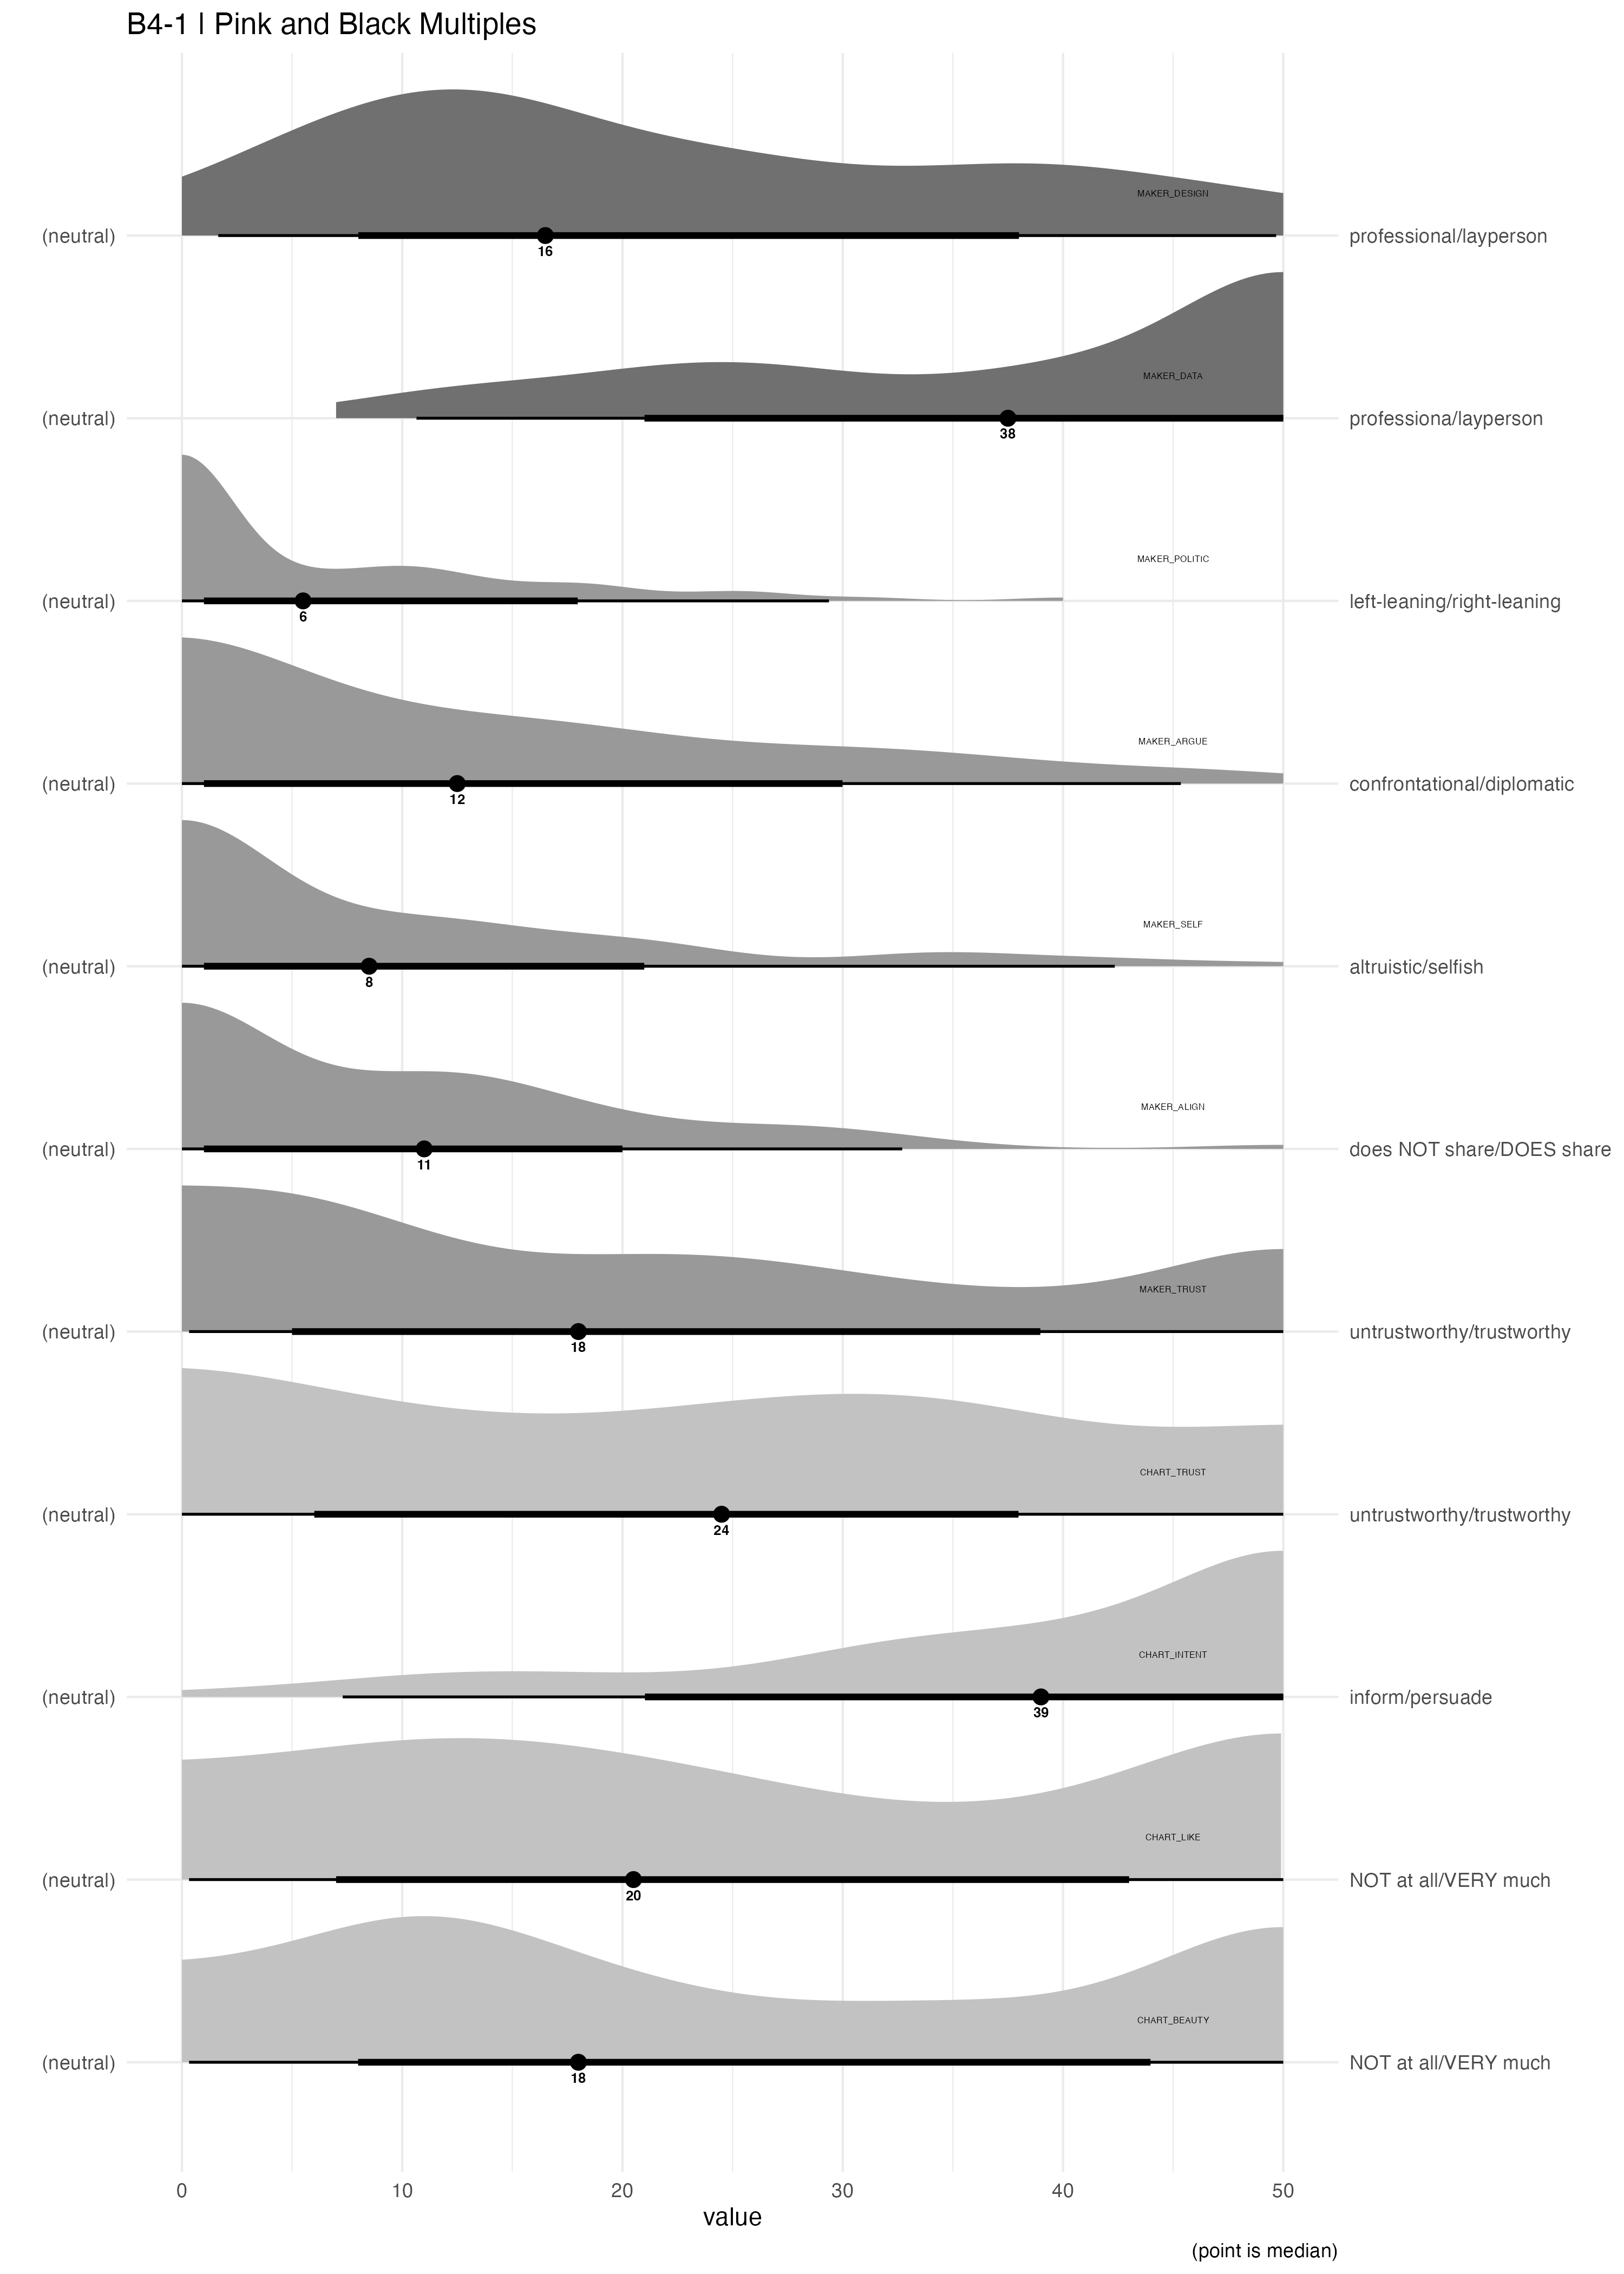 B4-1 | Pink and Black Multiples
MAKER_DESIGN
(neutral) professional/layperson
16
MAKER_DATA
(neutral) professiona/layperson
38
MAKER_POLITIC
(neutral) left-leaning/right-leaning
6
MAKER_ARGUE
(neutral) confrontational/diplomatic
12
MAKER_SELF
(neutral) altruistic/selfish
8
MAKER_ALIGN
(neutral) does NOT share/DOES share
11
MAKER_TRUST
(neutral) untrustworthy/trustworthy
18
CHART_TRUST
(neutral) untrustworthy/trustworthy
24
CHART_INTENT
(neutral) inform/persuade
39
CHART_LIKE
(neutral) NOT at all/VERY much
20
CHART_BEAUTY
(neutral) NOT at all/VERY much
18
0 10 20 30 40 50
value
(point is median)